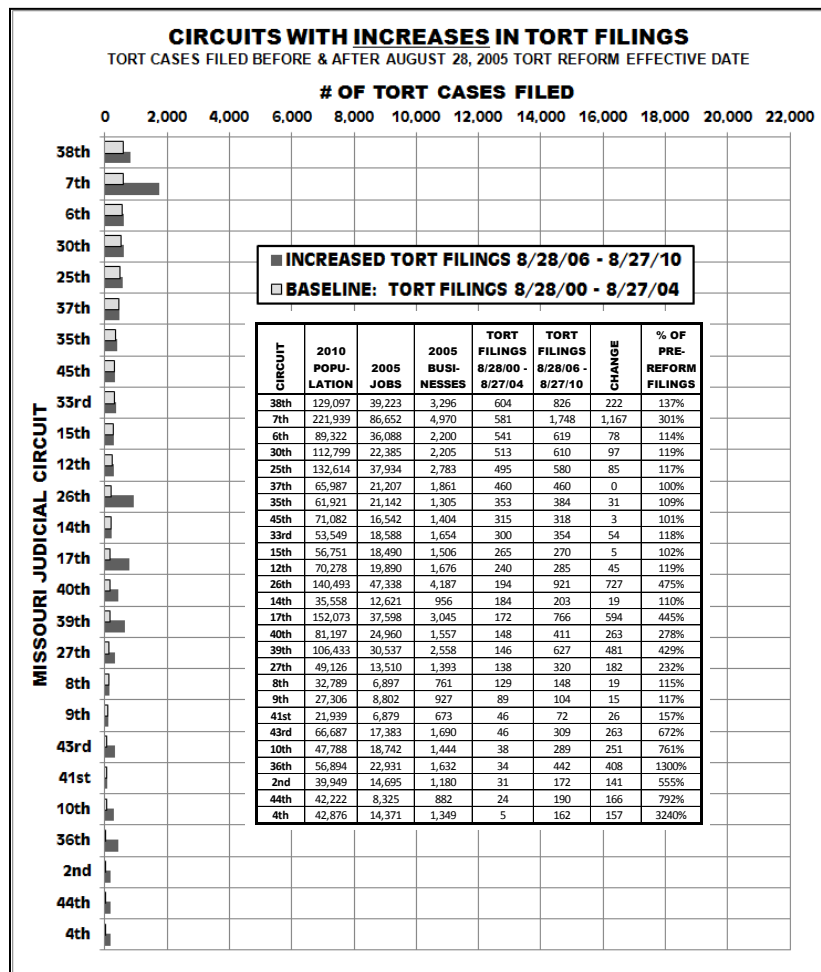 CIRCUITS WITH INCREASES IN TORT FILINGS
TORT CASES FILED BEFORE & AFTER AUGUST 28, 2005 TORT REFORM EFFECTIVE DATE
# OF TORT CASES FILED
0 2,000 4,000 6,000 8,000 10,000 12,000 14,000 16,000 18,000 20,000 22,000
MISSOURI JUDICIAL CIRCUIT
38th
7th
6th
30th
25th
37th
35th
45th
33rd
15th
12th
26th
14th
17th
40th
39th
27th
8th
9th
43rd
41st
10th
36th
2nd
44th
4th
INCREASED TORT FILINGS 8/28/06 - 8/27/10
BASELINE: TORT FILINGS 8/28/00 - 8/27/04
CIRCUIT
2010
POPU-
LATION
2005
JOBS
2005
BUSI-
NESSES
TORT
FILINGS
8/28/00 -
8/27/04
TORT
FILINGS
8/28/06 -
8/27/10
CHANGE
% OF
PRE-
REFORM
FILINGS
38th 129,097 39,223 3,296 604 826 222 137%
7th 221,939 86,652 4,970 581 1,748 1,167 301%
6th 89,322 36,088 2,200 541 619 78 114%
30th 112,799 22,385 2,205 513 610 97 119%
25th 132,614 37,934 2,783 495 580 85 117%
37th 65,987 21,207 1,861 460 460 0 100%
35th 61,921 21,142 1,305 353 384 31 109%
45th 71,082 16,542 1,404 315 318 3 101%
33rd 53,549 18,588 1,654 300 354 54 118%
15th 56,751 18,490 1,506 265 270 5 102%
12th 70,278 19,890 1,676 240 285 45 119%
26th 140,493 47,338 4,187 194 921 727 475%
14th 35,558 12,621 956 184 203 19 110%
17th 152,073 37,598 3,045 172 766 594 445%
40th 81,197 24,960 1,557 148 411 263 278%
39th 106,433 30,537 2,558 146 627 481 429%
27th 49,126 13,510 1,393 138 320 182 232%
8th 32,789 6,897 761 129 148 19 115%
9th 27,306 8,802 927 89 104 15 117%
41st 21,939 6,879 673 46 72 26 157%
43rd 66,687 17,383 1,690 46 309 263 672%
10th 47,788 18,742 1,444 38 289 251 761%
36th 56,894 22,931 1,632 34 442 408 1300%
2nd 39,949 14,695 1,180 31 172 141 555%
44th 42,222 8,325 882 24 190 166 792%
4th 42,876 14,371 1,349 5 162 157 3240%